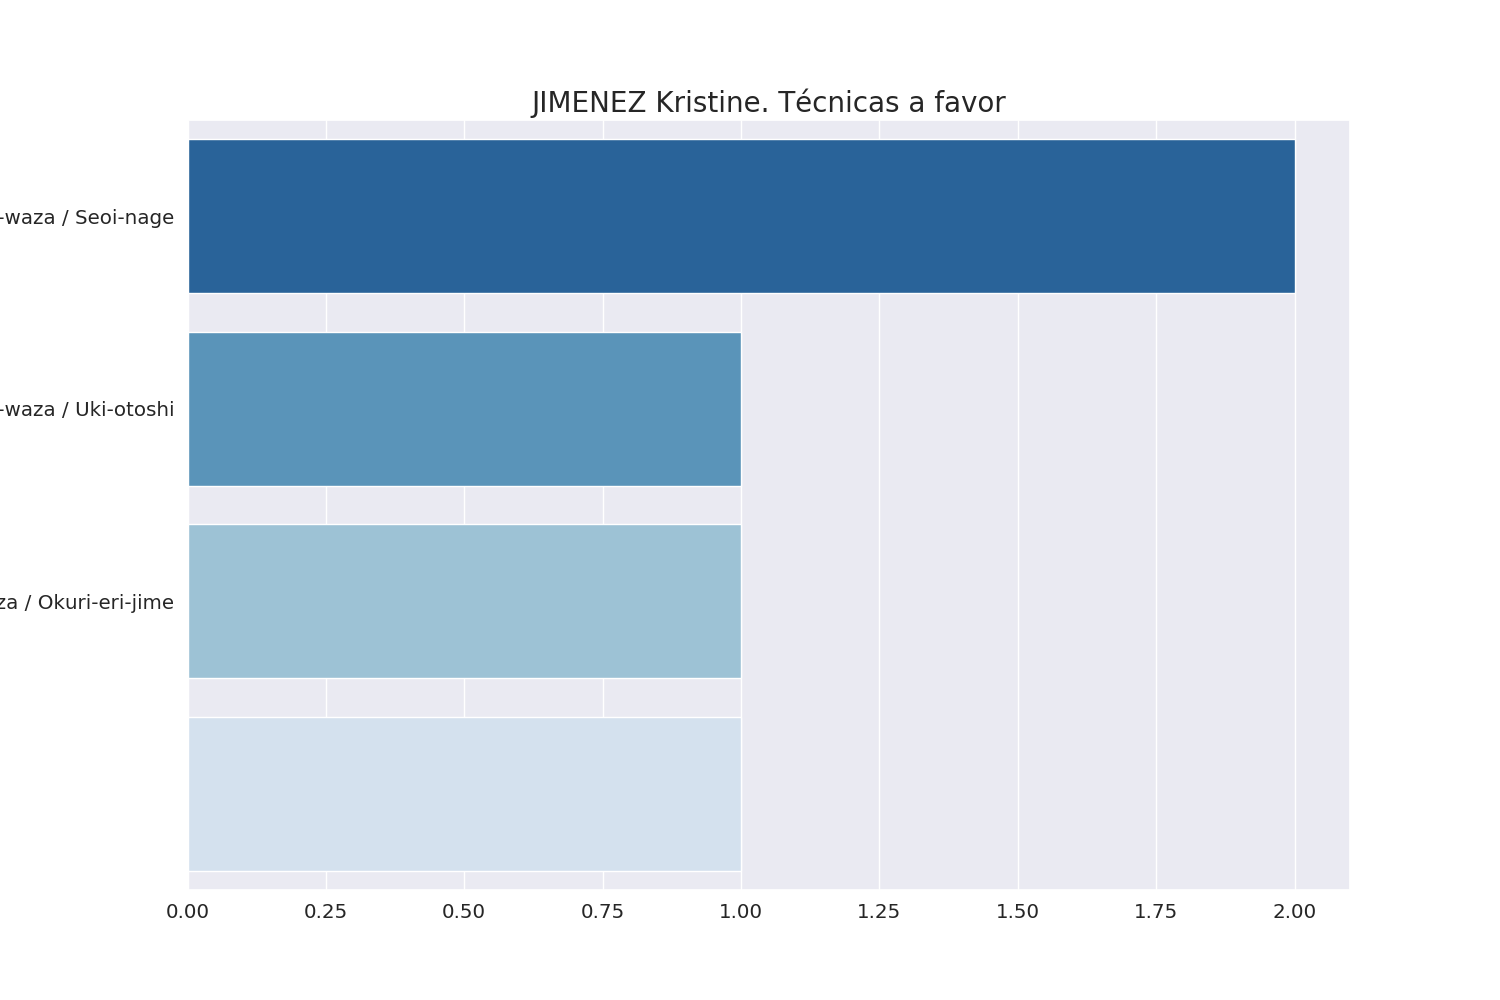 JIMENEZ Kristine. Técnicas a favor
-waza / Seoi-nage
-waza / Uki-otoshi
za / Okuri-eri-jime
0.00 0.25 0.50 0.75 1.00 1.25 1.50 1.75 2.00